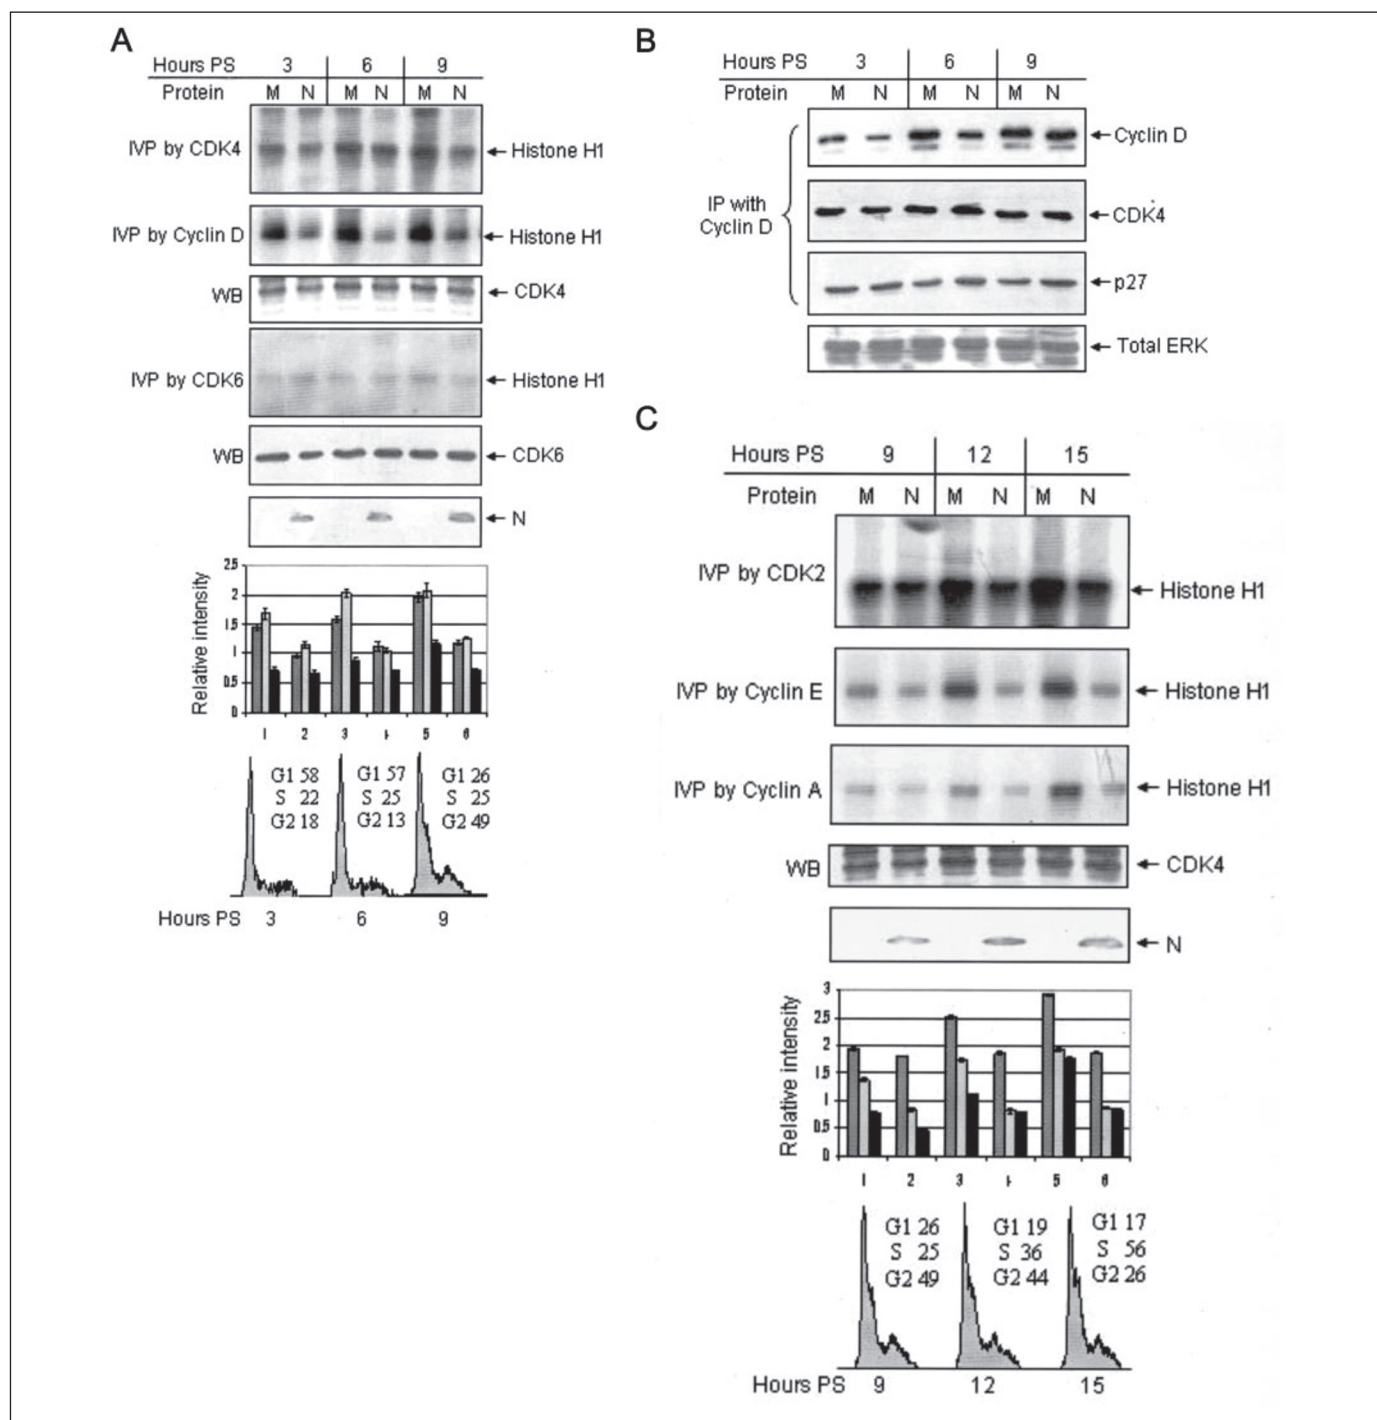 A
Hours PS 3 6 9
Protein M N M N M N
IVP by CDK4 Histone H1
IVP by Cyclin D Histone H1
WB CDK4
IVP by CDK6 Histone H1
WB CDK6
N
Relative intensity
2.5
2
1.5
1
0.5
0
1 2 3 4 5 6
G1 58 G1 57 G1 26
S 22 S 25 S 25
G2 18 G2 13 G2 49
Hours PS 3 6 9
B
Hours PS 3 6 9
Protein M N M N M N
IP with
Cyclin D
Cyclin D
CDK4
p27
Total ERK
C
Hours PS 9 12 15
Protein M N M N M N
IVP by CDK2 Histone H1
IVP by Cyclin E Histone H1
IVP by Cyclin A Histone H1
WB CDK4
N
Relative intensity
3
2.5
2
1.5
1
0.5
0
1 2 3 4 5 6
G1 26 G1 19 G1 17
S 25 S 36 S 56
G2 49 G2 44 G2 26
Hours PS 9 12 15